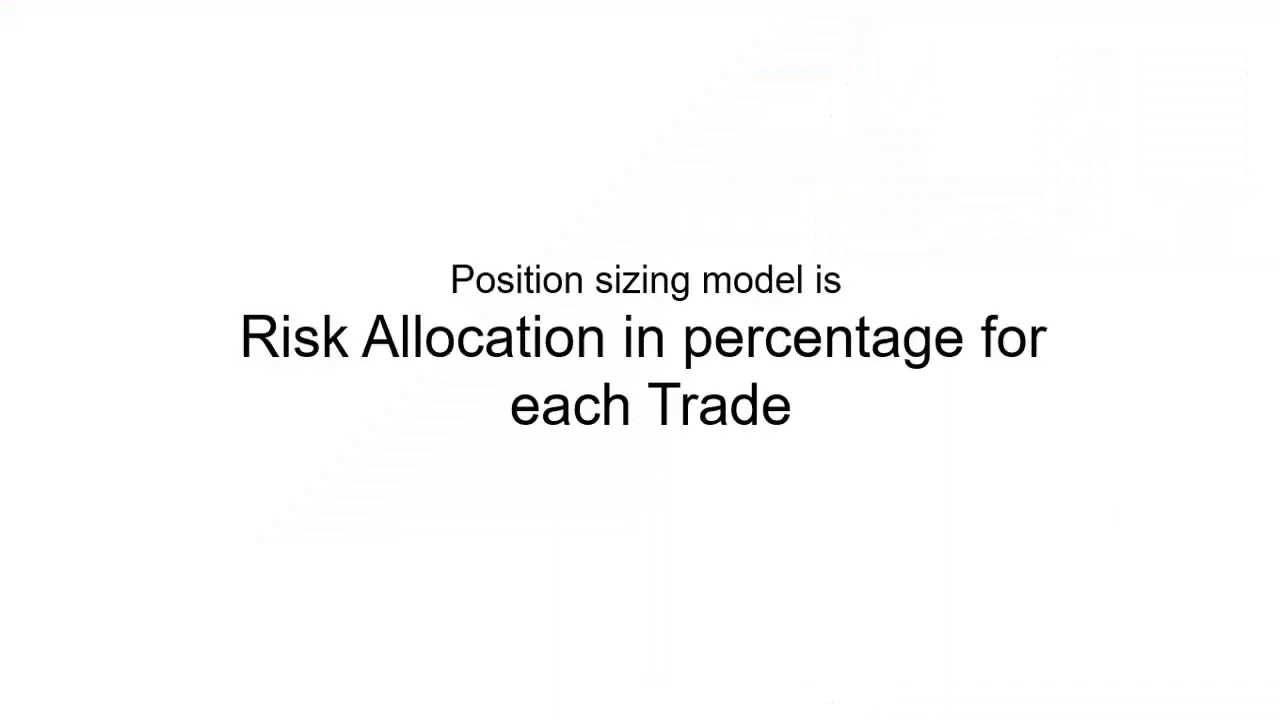 Position sizing model is
Risk Allocation in percentage for
each Trade